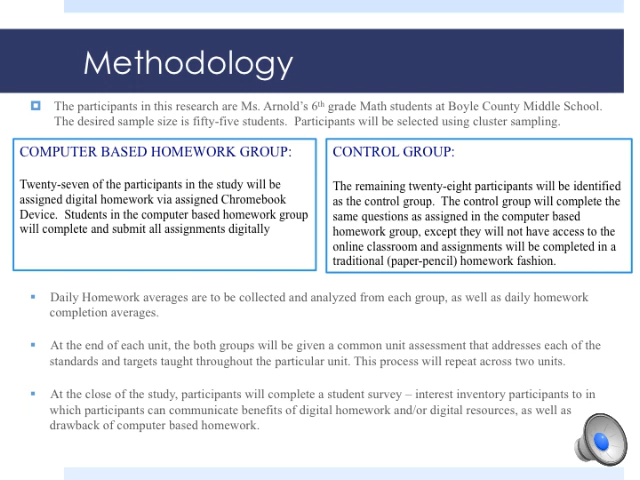 Methodology
The participants in this research are Ms. Arnold's 6th grade Math students at Boyle County Middle School.
The desired sample size is fifty-five students.  Participants will be selected using cluster sampling.
COMPUTER BASED HOMEWORK GROUP:
Twenty-seven of the participants in the study will be
assigned digital homework via assigned Chromebook
Device.  Students in the computer based homework group
will complete and submit all assignments digitally
CONTROL GROUP:
The remaining twenty-eight participants will be identified
as the control group.  The control group will complete the
same questions as assigned in the computer based
homework group, except they will not have access to the
online classroom and assignments will be completed in a
traditional (paper-pencil) homework fashion.
Daily Homework averages are to be collected and analyzed from each group, as well as daily homework
completion averages.
At the end of each unit, the both groups will be given a common unit assessment that addresses each of the
standards and targets taught throughout the particular unit. This process will repeat across two units.
At the close of the study, participants will complete a student survey – interest inventory participants to in
which participants can communicate benefits of digital homework and/or digital resources, as well as
drawback of computer based homework.